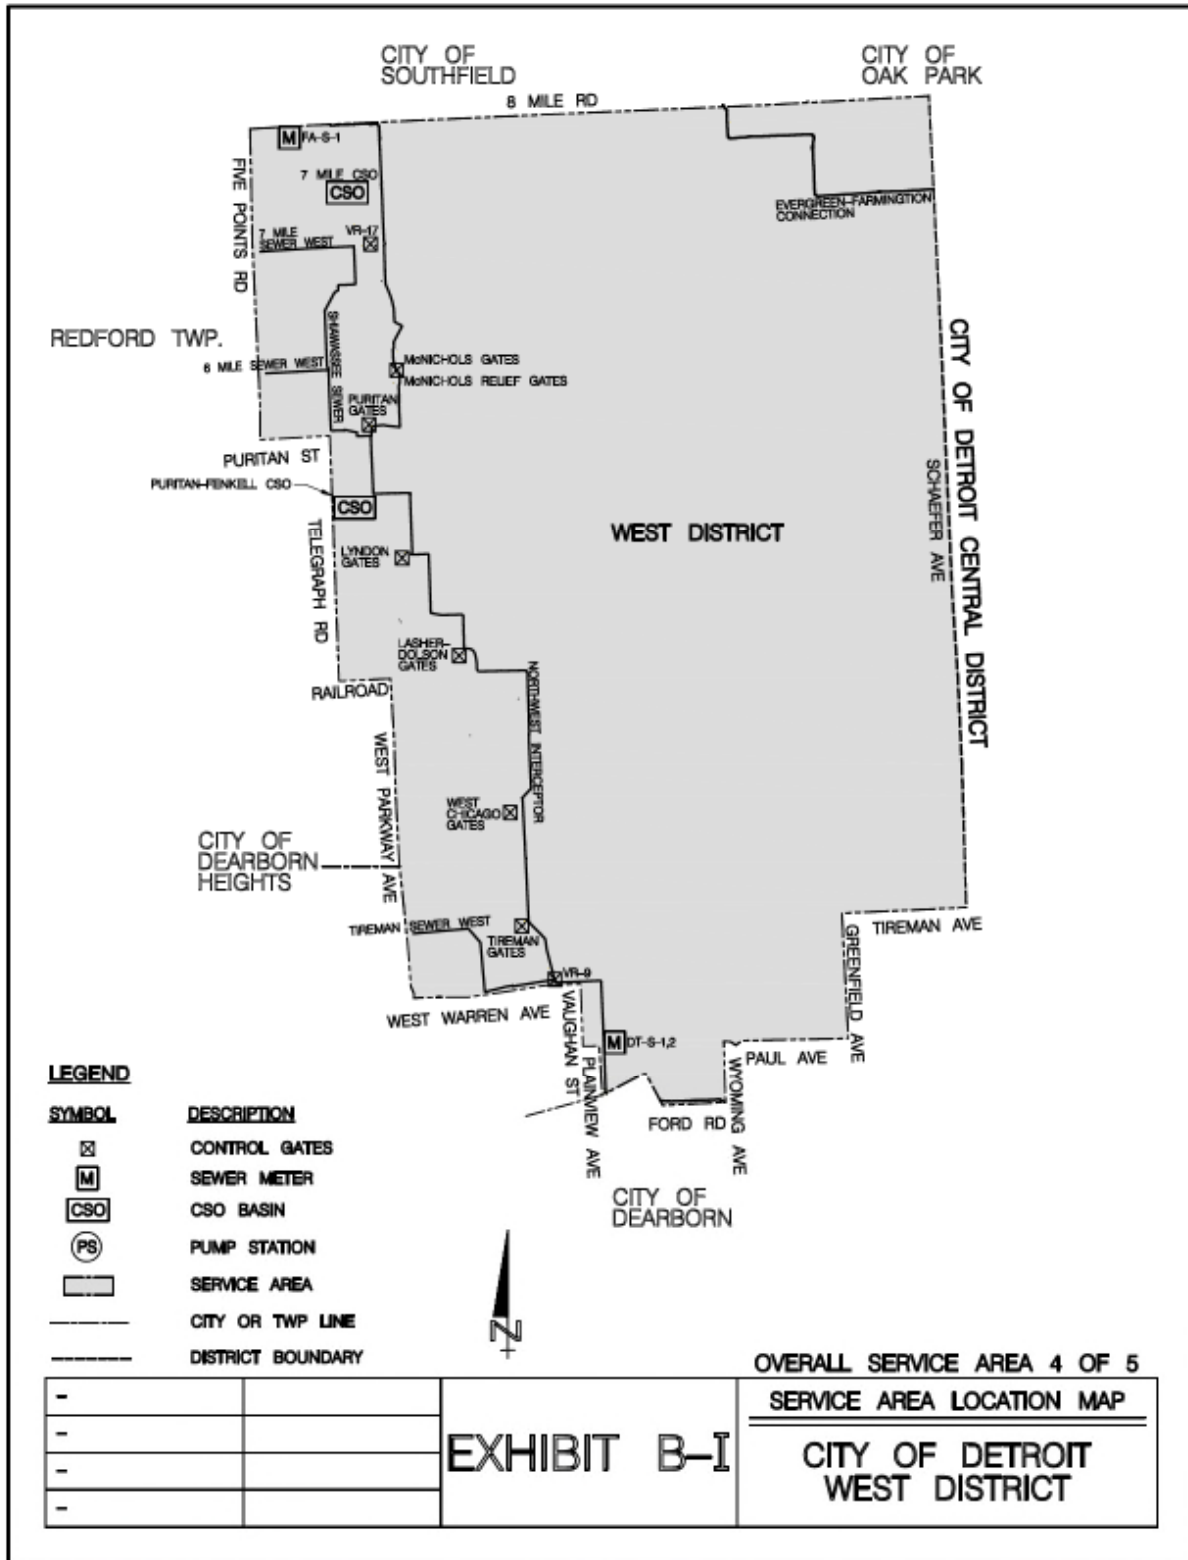 CITY OF
SOUTHFIELD
CITY OF
OAK PARK
8 MILE RD
M FA-S-1
7 MILE CSO
CSO
FIVE POINTS RD
EVERGREEN-FARMINGTION
CONNECTION
7 MILE
SEWER WEST
VR-17
REDFORD TWP.
SHIAWASSEE SEWER
6 MILE SEWER WEST
McNICHOLS GATES
McNICHOLS RELIEF GATES
PURITAN
GATES
CITY OF DETROIT CENTRAL DISTRICT
SCHAEFER AVE
PURITAN ST
PURITAN-FENKELL CSO
CSO
TELEGRAPH RD
WEST DISTRICT
LYNDON
GATES
LASHER-
DOLSON
GATES
RAILROAD
NORTHWEST INTERCEPTOR
WEST PARKWAY AVE
WEST
CHICAGO
GATES
CITY OF
DEARBORN
HEIGHTS
TIREMAN SEWER WEST
TIREMAN
GATES
TIREMAN AVE
GREENFIELD AVE
VR-9
WEST WARREN AVE
VAUGHAN ST
M DT-S-1,2
PLAINVIEW AVE
PAUL AVE
WYOMING AVE
FORD RD
CITY OF
DEARBORN
LEGEND
SYMBOL DESCRIPTION
CONTROL GATES
M SEWER METER
CSO CSO BASIN
PS PUMP STATION
SERVICE AREA
CITY OR TWP LINE
DISTRICT BOUNDARY
N
OVERALL SERVICE AREA 4 OF 5
-
-
-
-
EXHIBIT B-I
SERVICE AREA LOCATION MAP
CITY OF DETROIT
WEST DISTRICT